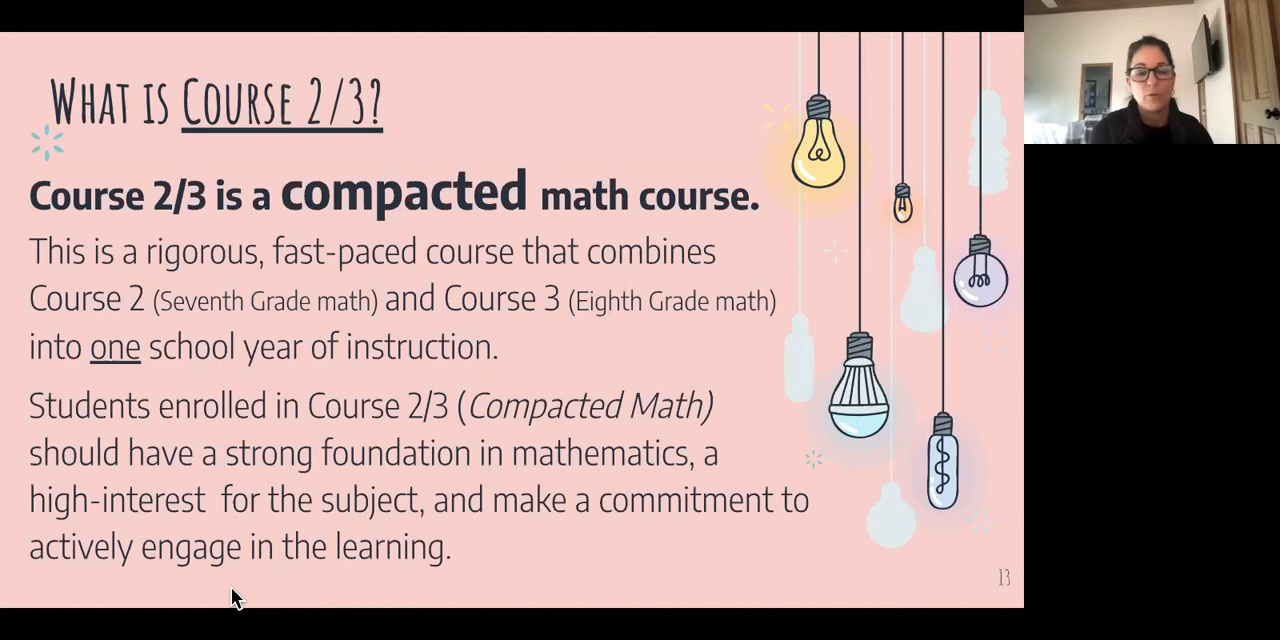 What is Course 2/3?
Course 2/3 is a compacted math course.
This is a rigorous, fast-paced course that combines
Course 2 (Seventh Grade math) and Course 3 (Eighth Grade math)
into one school year of instruction.
Students enrolled in Course 2/3 (Compacted Math)
should have a strong foundation in mathematics, a
high-interest  for the subject, and make a commitment to
actively engage in the learning.
13